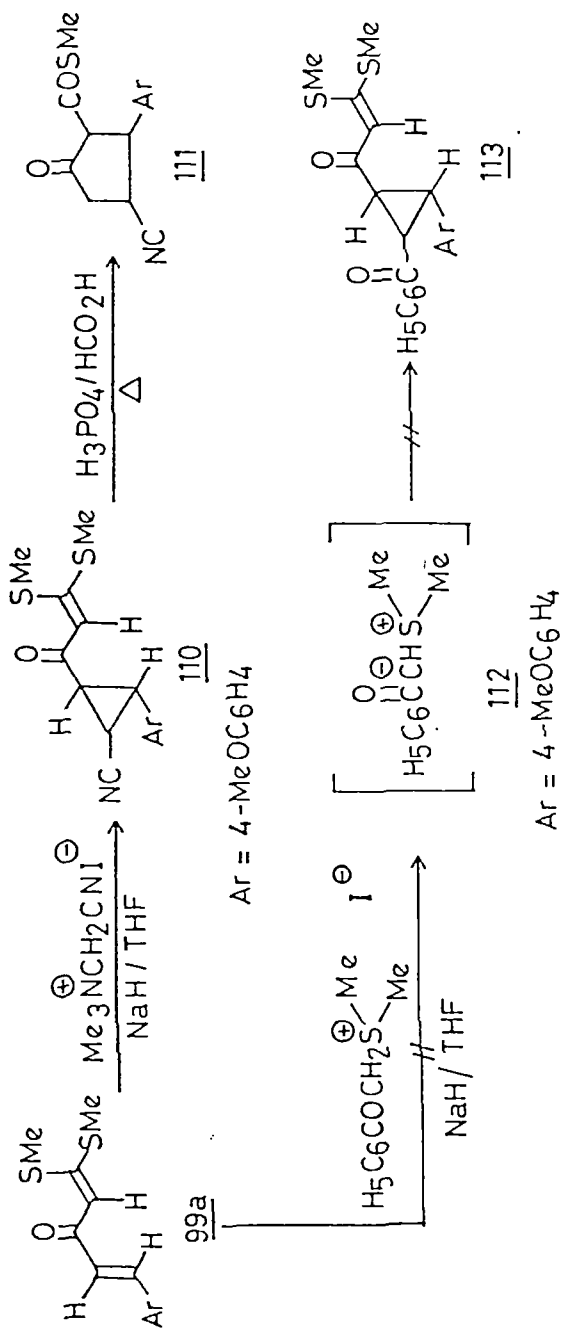 SMe
O
SMe
H
H
H
Ar
99a
⊕ ⊖
Me3NCH2CNI
NaH / THF
SMe
O
SMe
H
H
H
NC
Ar
110
H3PO4/HCO2H
△
O
COSMe
Ar
NC
111
Ar = 4-MeOC6H4
H5C6COCH2S
⊕
Me
Me
I ⊖
NaH / THF
O
⊖
H5C6CCHS
⊕
Me
Me
112
SMe
O
SMe
H
H
H
O
H5C6C
Ar
113
Ar = 4-MeOC6H4